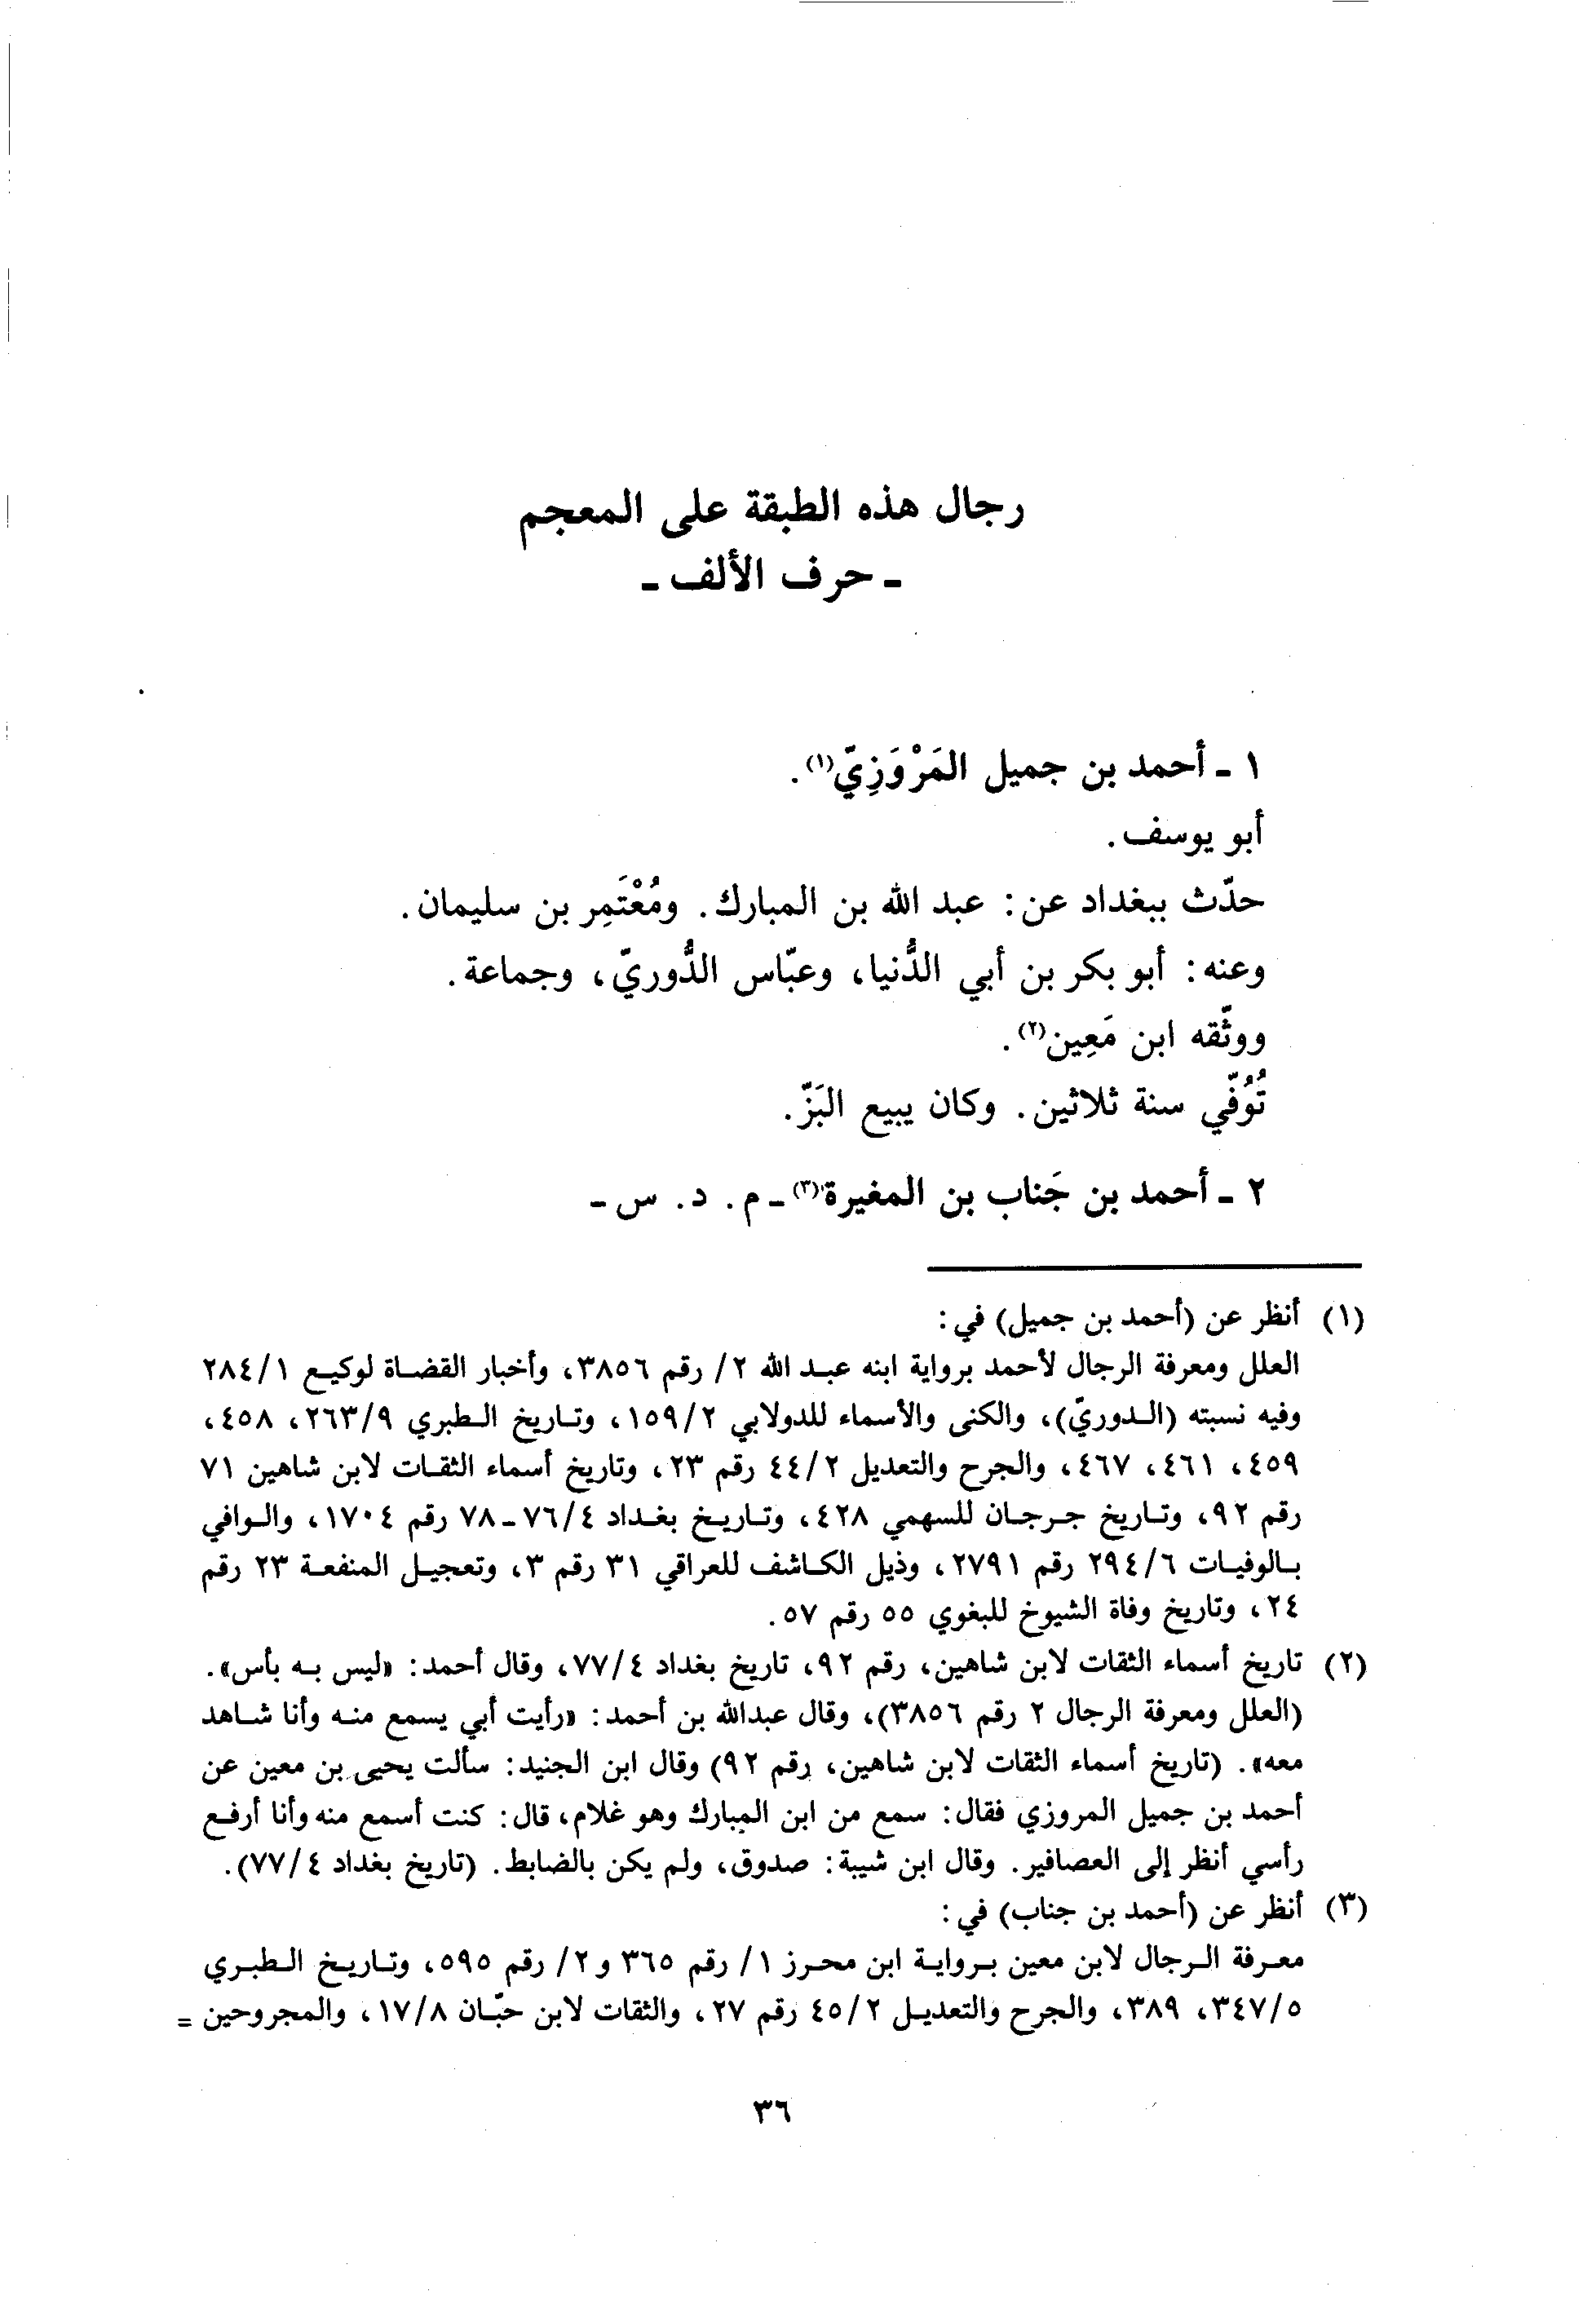 رجال هذه الطبقة على المعجم
ـ حرف الألف ـ
١ ـ أحمد بن جميل المَرْوَزِيّ(١).
أبو يوسف.
حدّث ببغداد عن: عبد الله بن المبارك. ومُعْتَمِر بن سليمان.
وعنه: أبو بكر بن أبي الدُّنيا، وعبّاس الدُّوريّ، وجماعة.
ووثّقه ابن مَعِين(٢).
تُوُفّي سنة ثلاثين. وكان يبيع البَزّ.
٢ ـ أحمد بن جَناب بن المغيرة(٣) ـ م. د. س ـ
(١) أنظر عن (أحمد بن جميل) في:
العلل ومعرفة الرجال لأحمد برواية ابنه عبد الله ٢/ رقم ٣٨٥٦، وأخبار القضاة لوكيع ٢٨٤/١
وفيه نسبته (الدوريّ)، والكنى والأسماء للدولابي ١٥٩/٢، وتاريخ الطبري ٢٦٣/٩، ٤٥٨،
٤٥٩، ٤٦١، ٤٦٧، والجرح والتعديل ٤٤/٢ رقم ٢٣، وتاريخ أسماء الثقات لابن شاهين ٧١
رقم ٩٢، وتاريخ جرجان للسهمي ٤٢٨، وتاريخ بغداد ٧٦/٤ ـ ٧٨ رقم ١٧٠٤، والوافي
بالوفيات ٢٩٤/٦ رقم ٢٧٩١، وذيل الكاشف للعراقي ٣١ رقم ٣، وتعجيل المنفعة ٢٣ رقم
٢٤، وتاريخ وفاة الشيوخ للبغوي ٥٥ رقم ٥٧.
(٢) تاريخ أسماء الثقات لابن شاهين، رقم ٩٢، تاريخ بغداد ٧٧/٤، وقال أحمد: «ليس به بأس».
(العلل ومعرفة الرجال ٢ رقم ٣٨٥٦)، وقال عبدالله بن أحمد: «رأيت أبي يسمع منه وأنا شاهد
معه». (تاريخ أسماء الثقات لابن شاهين، رقم ٩٢) وقال ابن الجنيد: سألت يحيى بن معين عن
أحمد بن جميل المروزي فقال: سمع من ابن المبارك وهو غلام، قال: كنت أسمع منه وأنا أرفع
رأسي أنظر إلى العصافير. وقال ابن شيبة: صدوق، ولم يكن بالضابط. (تاريخ بغداد ٧٧/٤).
(٣) أنظر عن (أحمد بن جناب) في:
معرفة الرجال لابن معين برواية ابن محرز ١/ رقم ٣٦٥ و٢/ رقم ٥٩٥، وتاريخ الطبري
٣٤٧/٥، ٣٨٩، والجرح والتعديل ٤٥/٢ رقم ٢٧، والثقات لابن حبّان ١٧/٨، والمجروحين =
٣٦